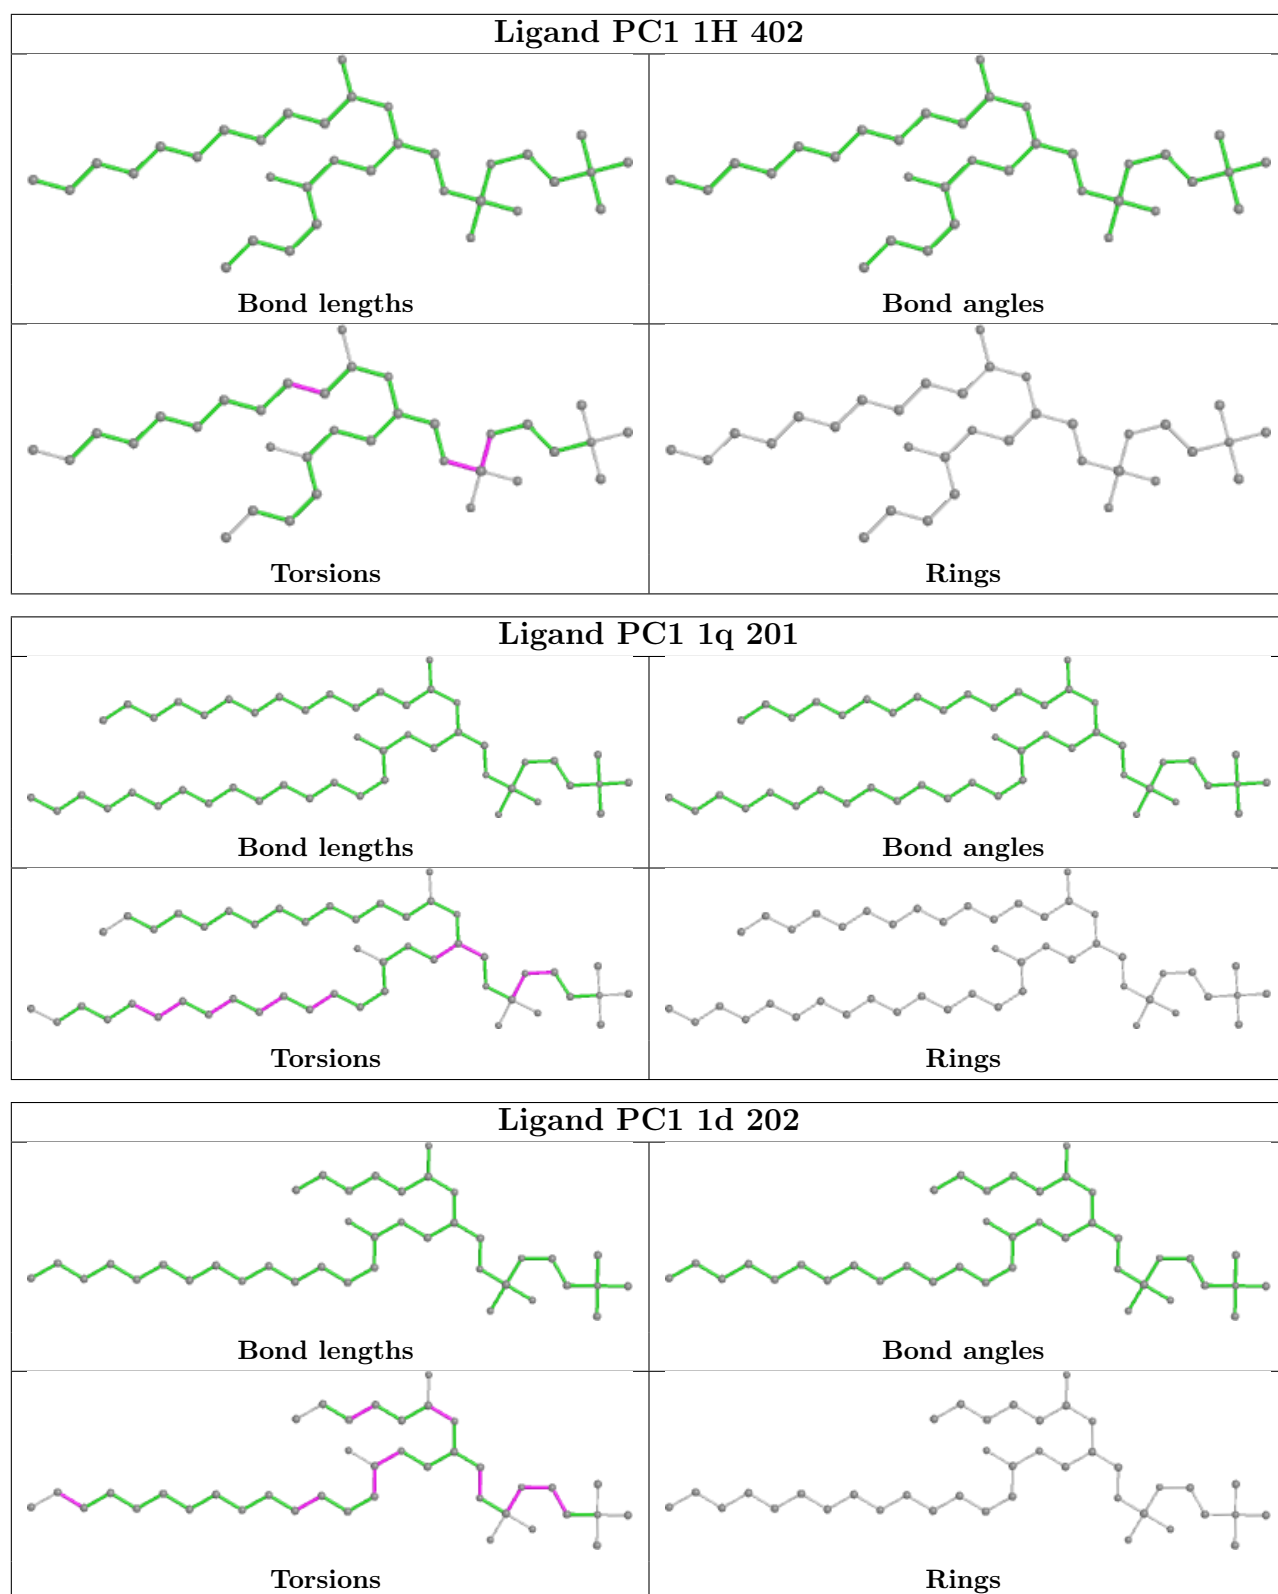 Ligand PC1 1H 402
Bond lengths
Bond angles
Torsions
Rings
Ligand PC1 1q 201
Bond lengths
Bond angles
Torsions
Rings
Ligand PC1 1d 202
Bond lengths
Bond angles
Torsions
Rings